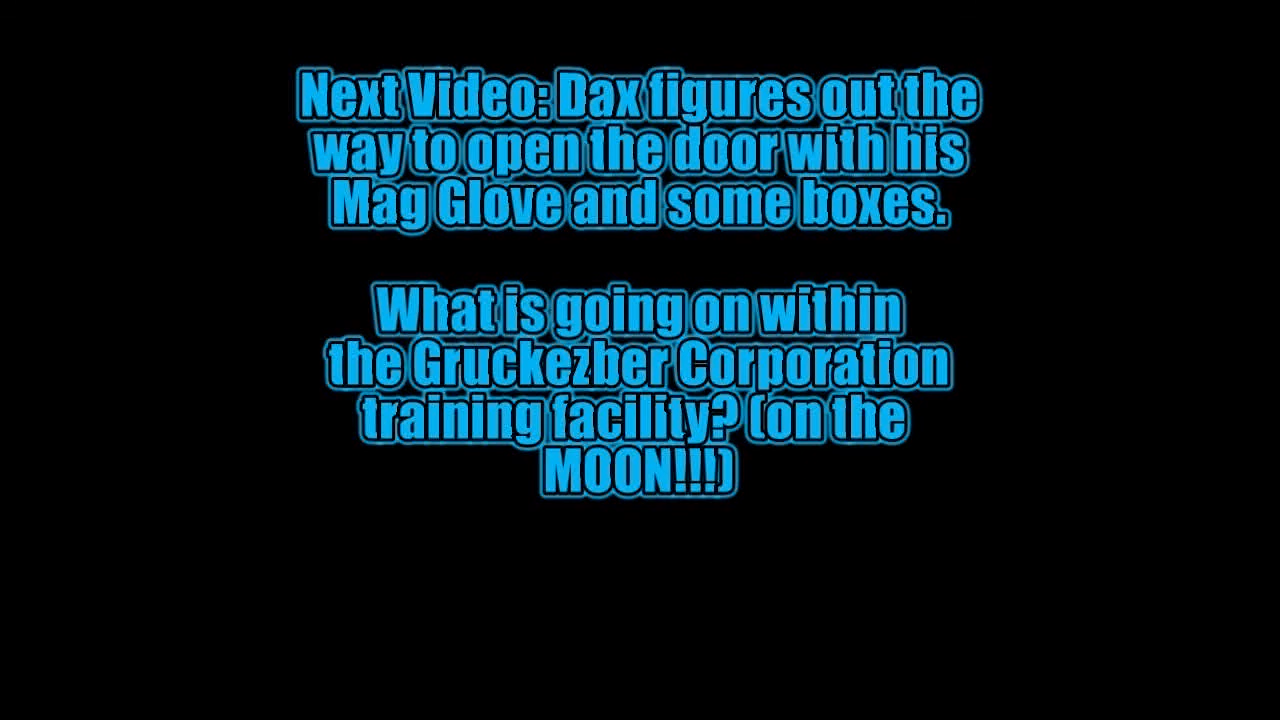 Next Video: Dax figures out the
way to open the door with his
Mag Glove and some boxes.
What is going on within
the Gruckezber Corporation
training facility? (on the
MOON!!!)